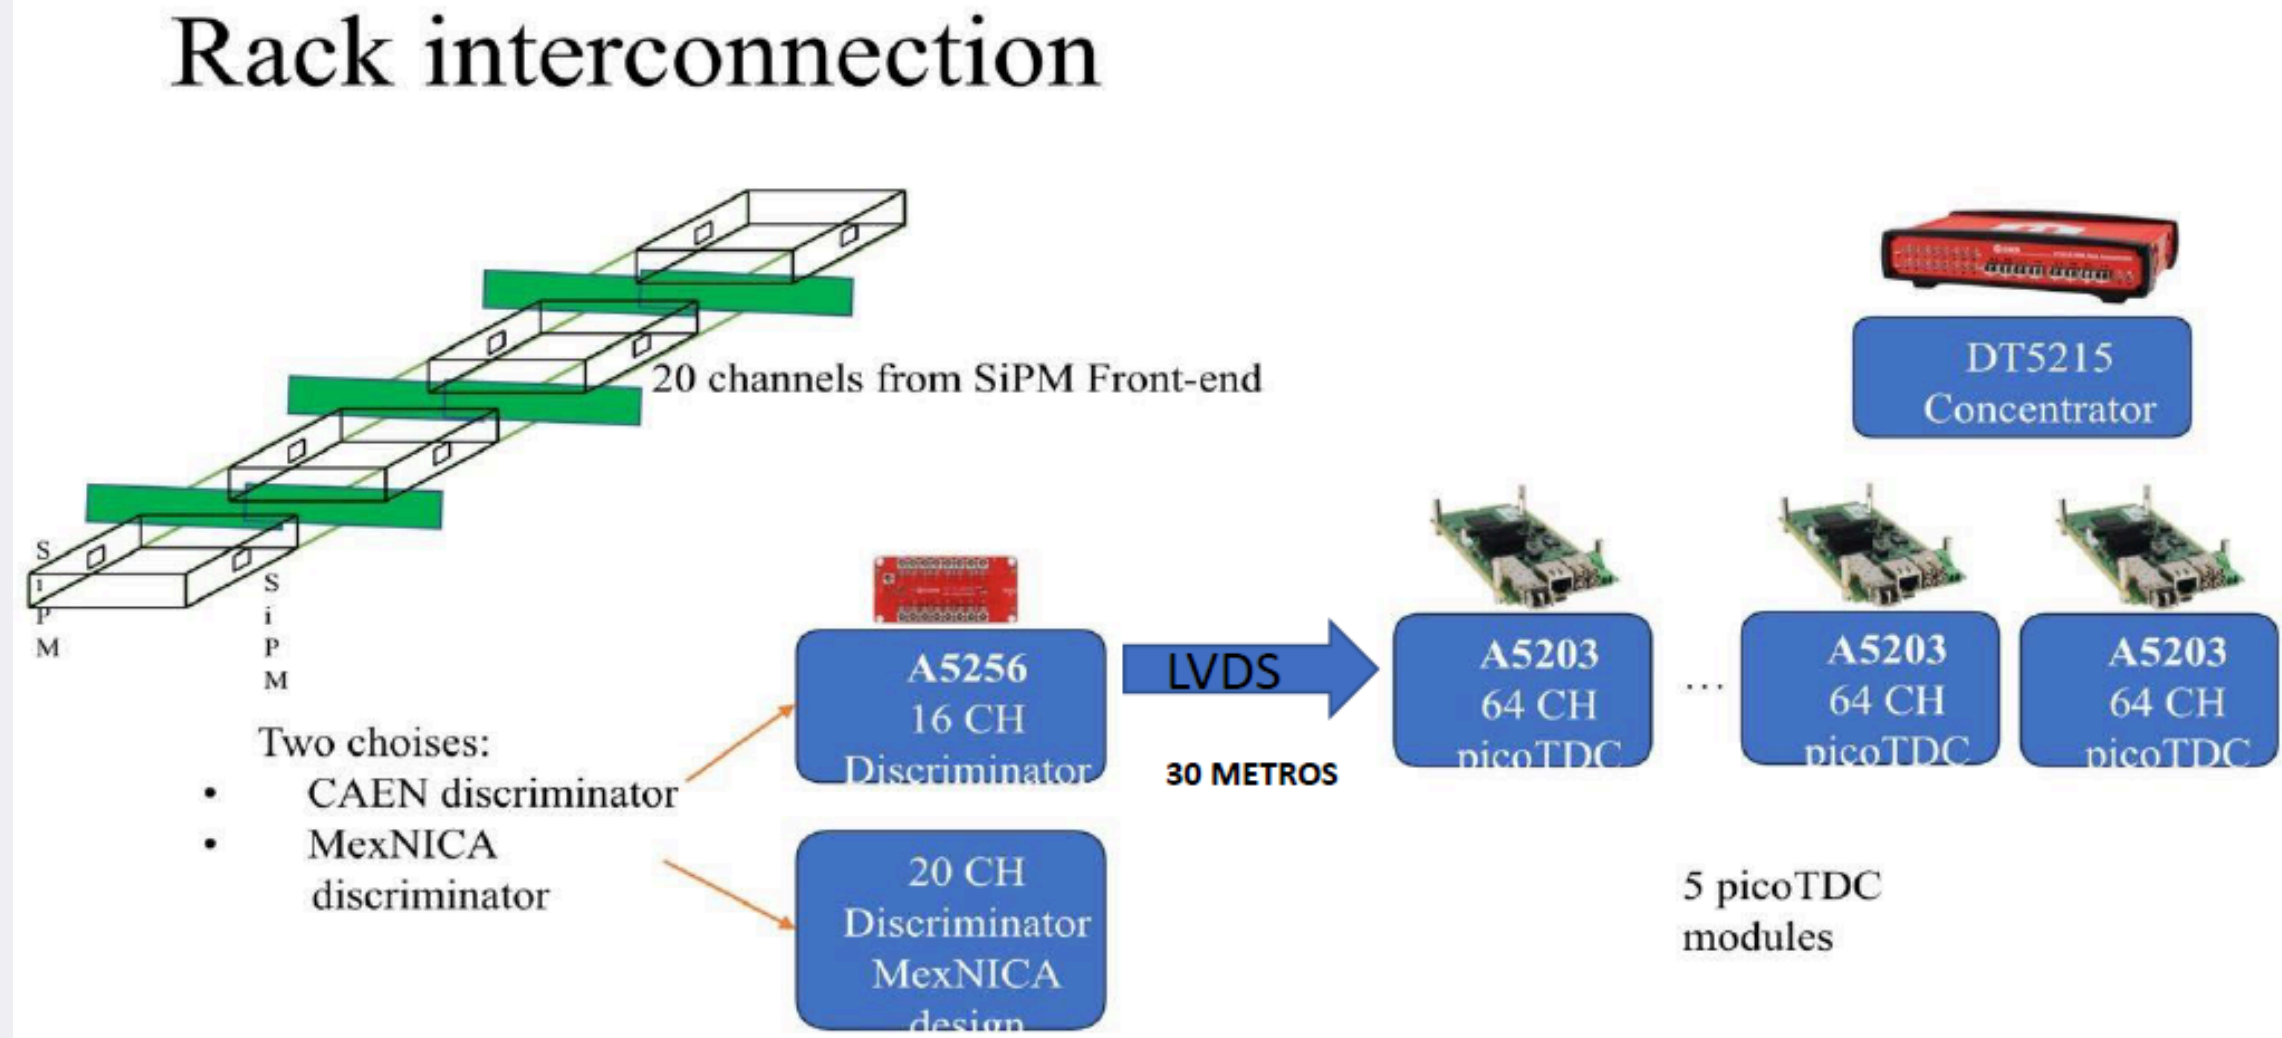 Rack interconnection
20 channels from SiPM Front-end
DT5215
Concentrator
S
i
P
M
S
i
P
M
A5256
16 CH
Discriminator
LVDS
30 METROS
A5203
64 CH
picoTDC
...
A5203
64 CH
picoTDC
A5203
64 CH
picoTDC
Two choises:
• CAEN discriminator
• MexNICA
discriminator
20 CH
Discriminator
MexNICA
design
5 picoTDC
modules